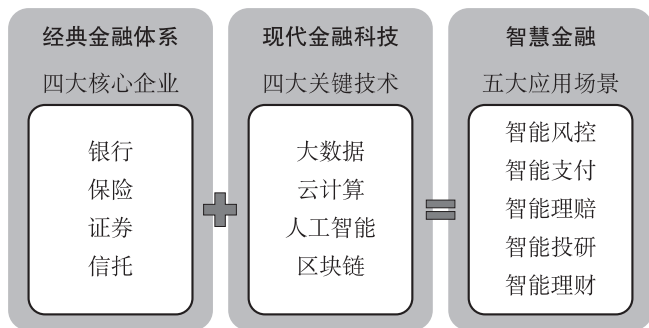 经典金融体系
四大核心企业
银行
保险
证券
信托
现代金融科技
四大关键技术
大数据
云计算
人工智能
区块链
智慧金融
五大应用场景
智能风控
智能支付
智能理赔
智能投研
智能理财